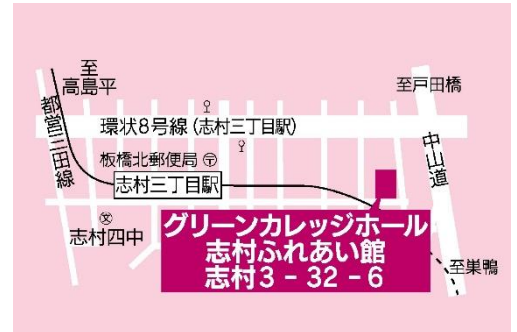 至
高島平
至戸田橋
都営三田線
環状8号線(志村三丁目駅)
中山道
板橋北郵便局〒
志村三丁目駅
文
志村四中
グリーンカレッジホール
志村ふれあい館
志村3-32-6
至巣鴨